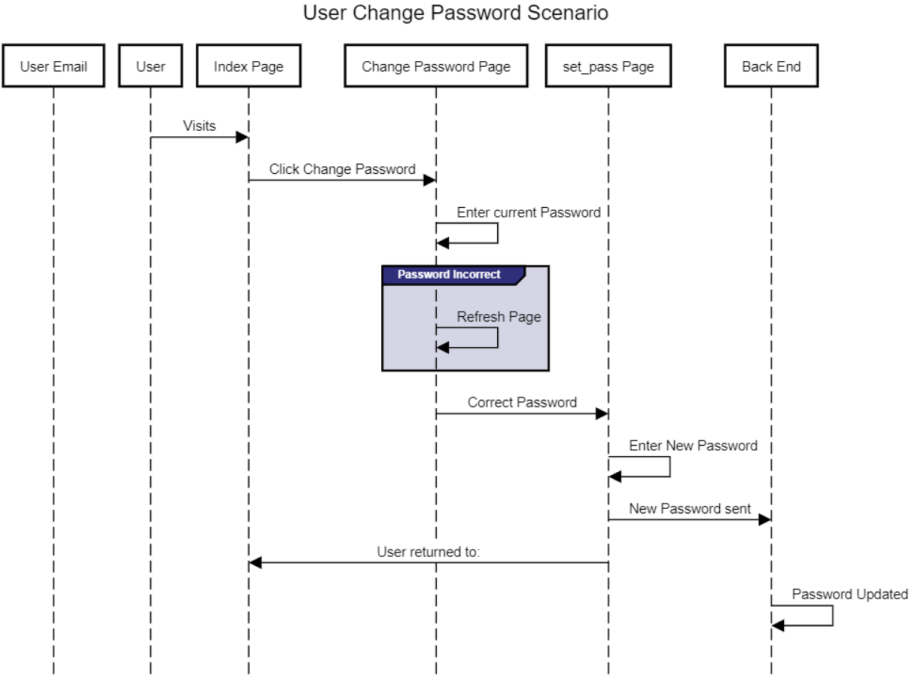 User Change Password Scenario
User Email
User
Index Page
Change Password Page
set_pass Page
Back End
Visits
Click Change Password
Enter current Password
Password Incorrect
Refresh Page
Correct Password
Enter New Password
New Password sent
User returned to:
Password Updated